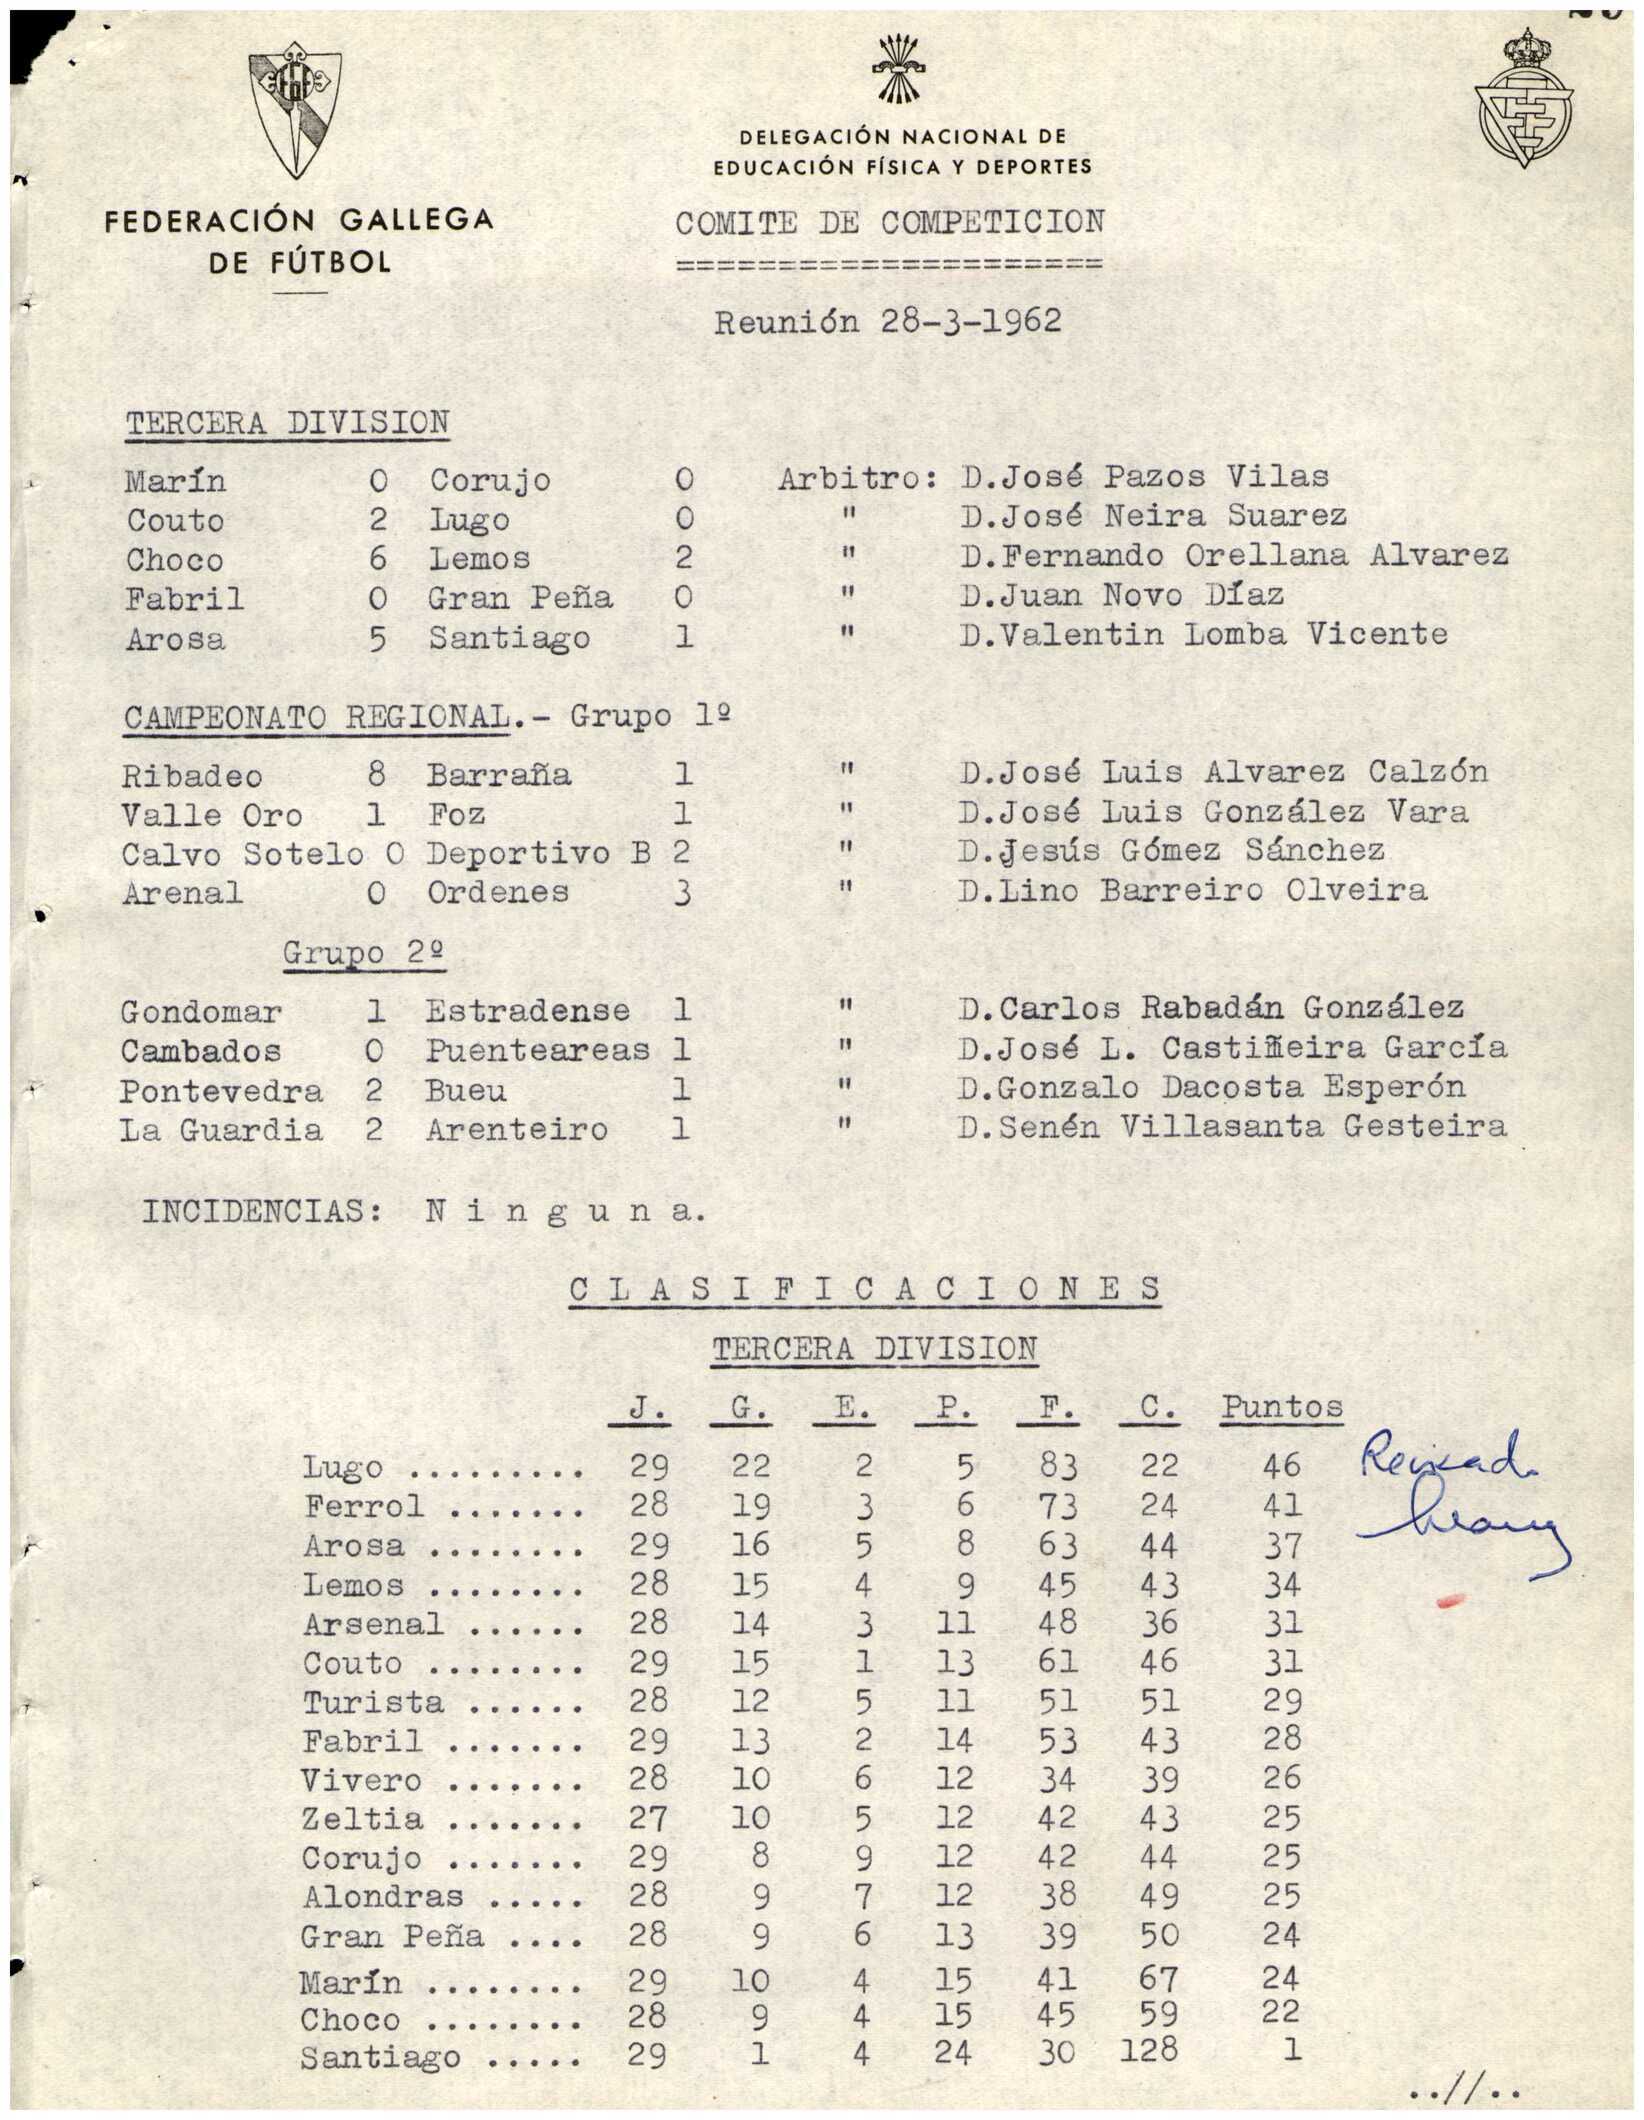 DELEGACIÓN NACIONAL DE
EDUCACIÓN FÍSICA Y DEPORTES
FEDERACIÓN GALLEGA
DE FÚTBOL
COMITE DE COMPETICION
=====================
Reunión 28-3-1962
TERCERA DIVISION
Marín 0 Corujo 0 Arbitro: D.José Pazos Vilas
Couto 2 Lugo 0 " D.José Neira Suarez
Choco 6 Lemos 2 " D.Fernando Orellana Alvarez
Fabril 0 Gran Peña 0 " D.Juan Novo Díaz
Arosa 5 Santiago 1 " D.Valentin Lomba Vicente
CAMPEONATO REGIONAL.- Grupo 1º
Ribadeo 8 Barraña 1 " D.José Luis Alvarez Calzón
Valle Oro 1 Foz 1 " D.José Luis González Vara
Calvo Sotelo 0 Deportivo B 2 " D.Jesús Gómez Sánchez
Arenal 0 Ordenes 3 " D.Lino Barreiro Olveira
Grupo 2º
Gondomar 1 Estradense 1 " D.Carlos Rabadán González
Cambados 0 Puenteareas 1 " D.José L. Castiñeira García
Pontevedra 2 Bueu 1 " D.Gonzalo Dacosta Esperón
La Guardia 2 Arenteiro 1 " D.Senén Villasanta Gesteira
INCIDENCIAS: N i n g u n a.
C L A S I F I C A C I O N E S
TERCERA DIVISION
J. G. E. P. F. C. Puntos
Lugo ......... 29 22 2 5 83 22 46
Ferrol ....... 28 19 3 6 73 24 41
Arosa ........ 29 16 5 8 63 44 37
Lemos ........ 28 15 4 9 45 43 34
Arsenal ...... 28 14 3 11 48 36 31
Couto ........ 29 15 1 13 61 46 31
Turista ...... 28 12 5 11 51 51 29
Fabril ....... 29 13 2 14 53 43 28
Vivero ....... 28 10 6 12 34 39 26
Zeltia ....... 27 10 5 12 42 43 25
Corujo ....... 29 8 9 12 42 44 25
Alondras ..... 28 9 7 12 38 49 25
Gran Peña .... 28 9 6 13 39 50 24
Marín ........ 29 10 4 15 41 67 24
Choco ........ 28 9 4 15 45 59 22
Santiago ..... 29 1 4 24 30 128 1
..//..